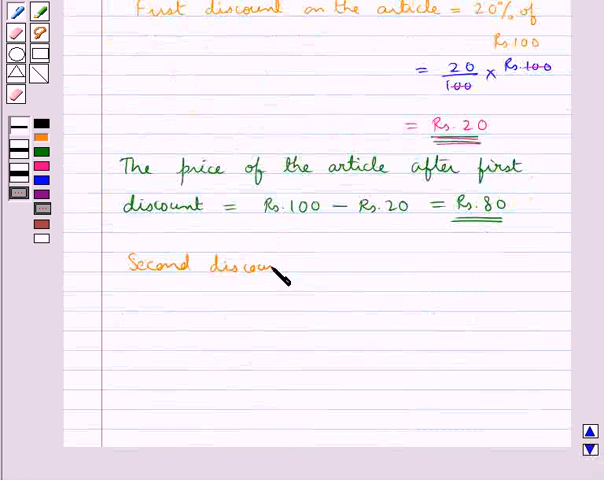 First discount on the article = 20% of
Rs.100
= 20/100 × Rs.100
= Rs.20
The price of the article after first
discount = Rs.100 − Rs.20 = Rs.80
Second discoun